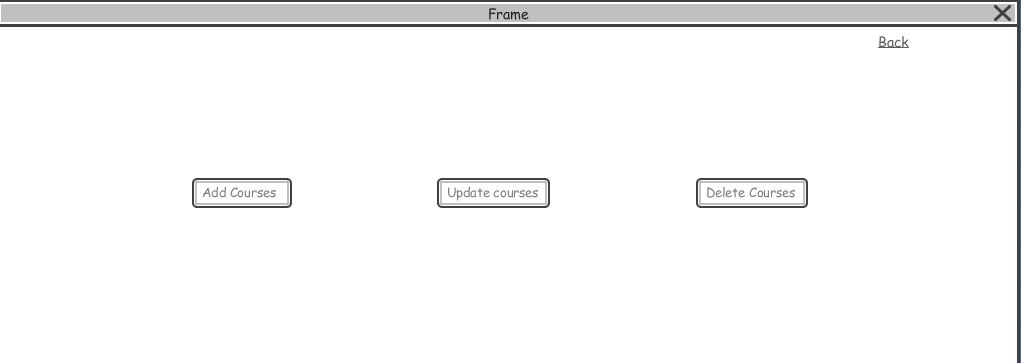 Frame
Back
Add Courses
Update courses
Delete Courses